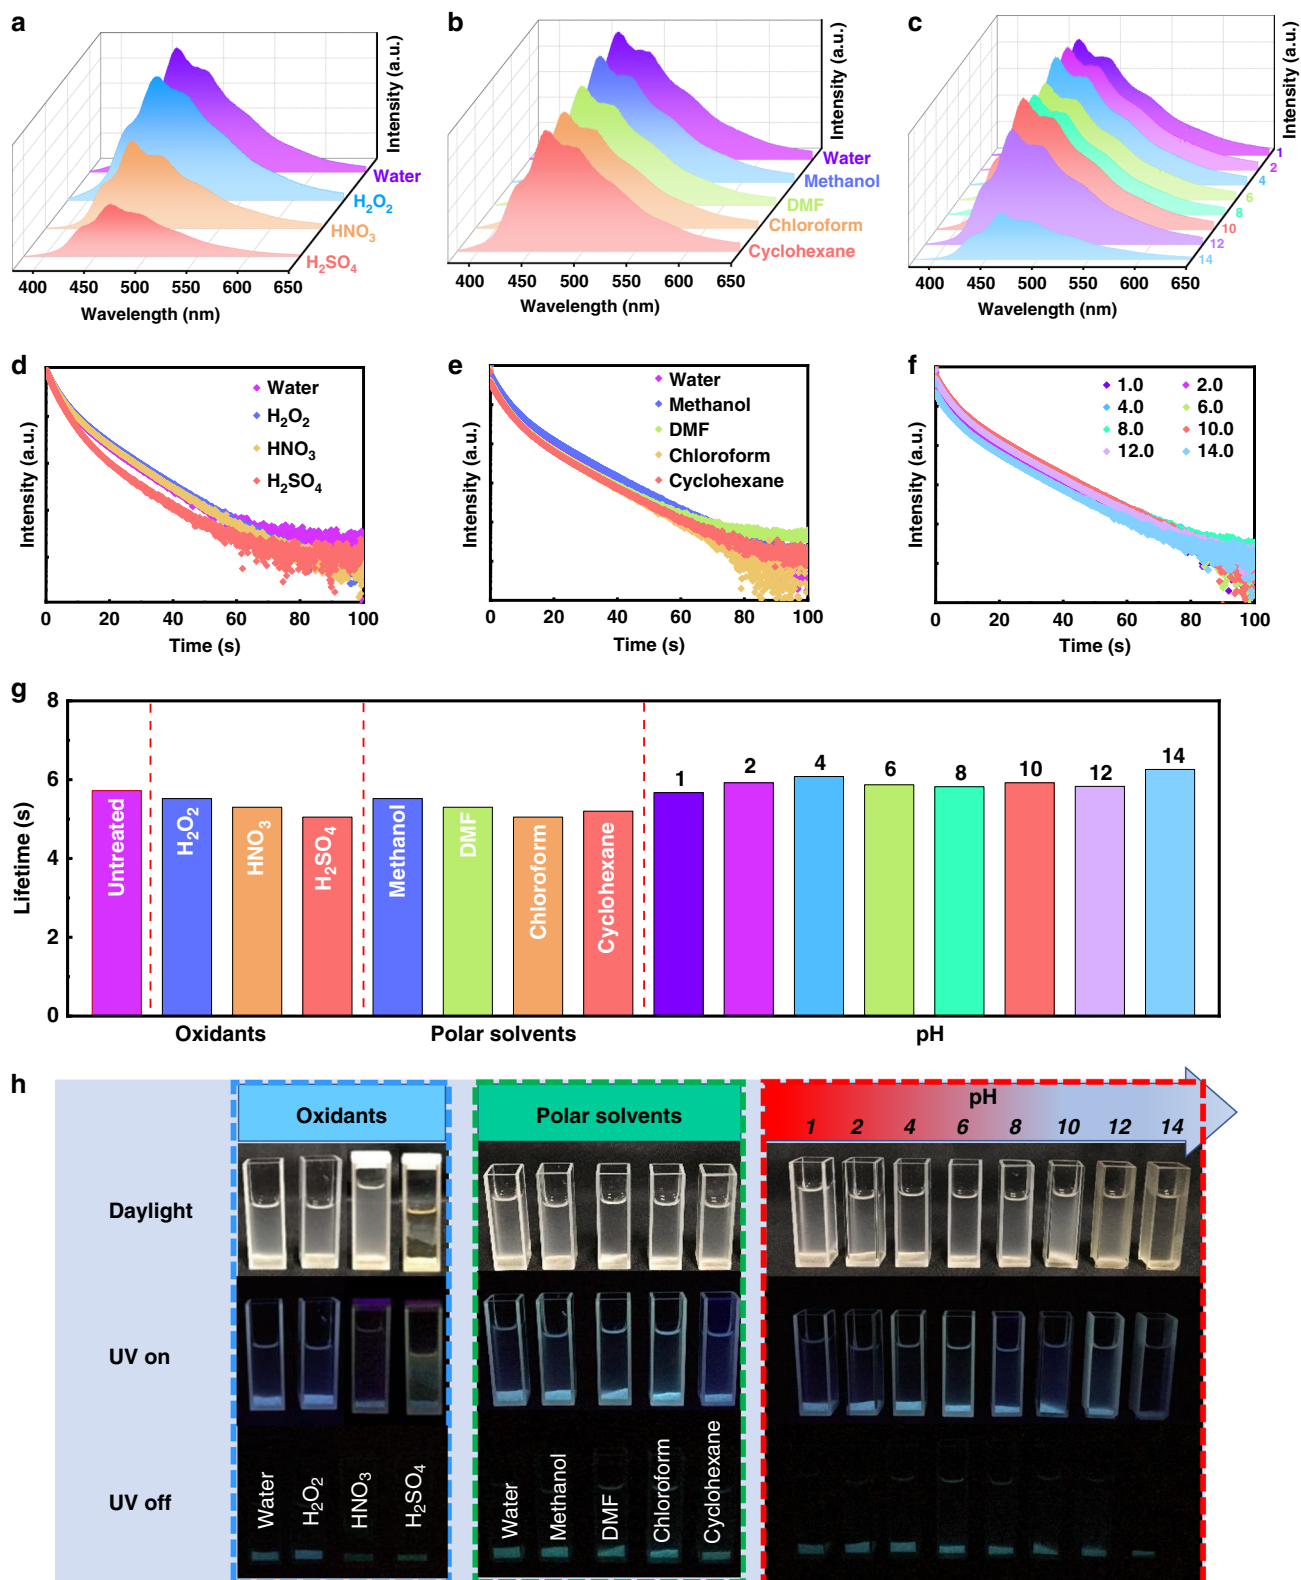 a
Intensity (a.u.)
Water
H₂O₂
HNO₃
H₂SO₄
400 450 500 550 600 650
Wavelength (nm)
b
Intensity (a.u.)
Water
Methanol
DMF
Chloroform
Cyclohexane
400 450 500 550 600 650
Wavelength (nm)
c
Intensity (a.u.)
1
2
4
6
8
10
12
14
400 450 500 550 600 650
Wavelength (nm)
d
Intensity (a.u.)
Water
H₂O₂
HNO₃
H₂SO₄
0 20 40 60 80 100
Time (s)
e
Intensity (a.u.)
Water
Methanol
DMF
Chloroform
Cyclohexane
0 20 40 60 80 100
Time (s)
f
Intensity (a.u.)
1.0 2.0
4.0 6.0
8.0 10.0
12.0 14.0
0 20 40 60 80 100
Time (s)
g
Lifetime (s)
8
6
4
2
0
Untreated
H₂O₂
HNO₃
H₂SO₄
Methanol
DMF
Chloroform
Cyclohexane
1 2 4 6 8 10 12 14
Oxidants Polar solvents pH
h
Oxidants
Polar solvents
pH
1 2 4 6 8 10 12 14
Daylight
UV on
UV off
Water
H₂O₂
HNO₃
H₂SO₄
Water
Methanol
DMF
Chloroform
Cyclohexane